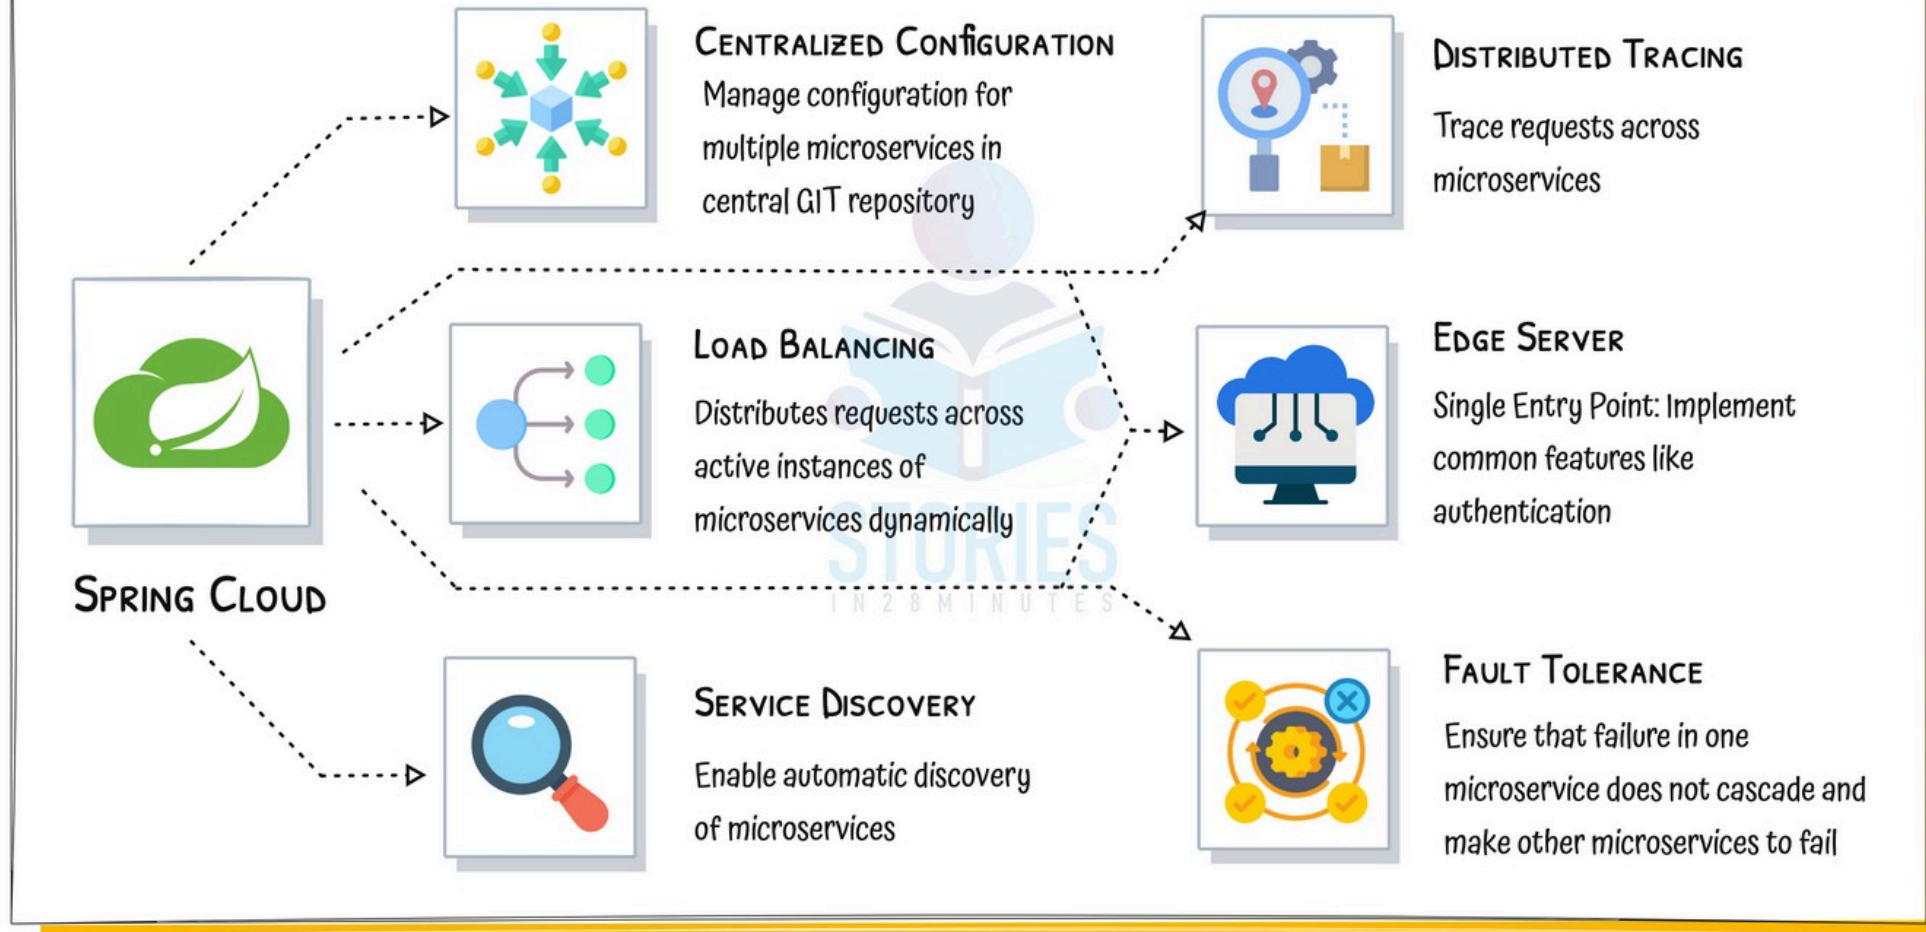 CENTRALIZED CONFIGURATION
Manage configuration for
multiple microservices in
central GIT repository
DISTRIBUTED TRACING
Trace requests across
microservices
LOAD BALANCING
Distributes requests across
active instances of
microservices dynamically
EDGE SERVER
Single Entry Point: Implement
common features like
authentication
SPRING CLOUD
STORIES
IN28MINUTES
SERVICE DISCOVERY
Enable automatic discovery
of microservices
FAULT TOLERANCE
Ensure that failure in one
microservice does not cascade and
make other microservices to fail